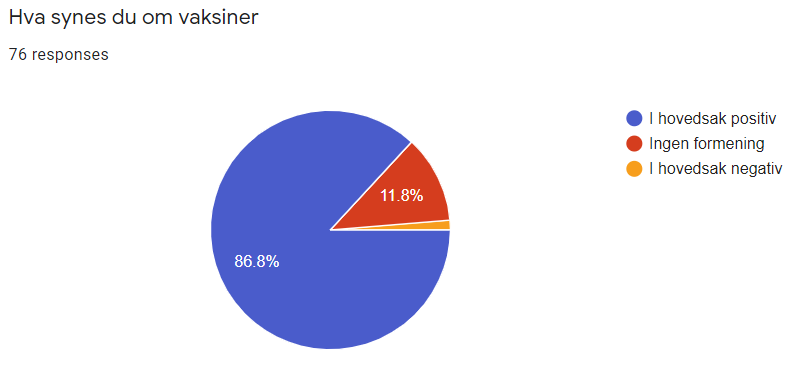 Hva synes du om vaksiner
76 responses
I hovedsak positiv
Ingen formening
I hovedsak negativ
11.8%
86.8%